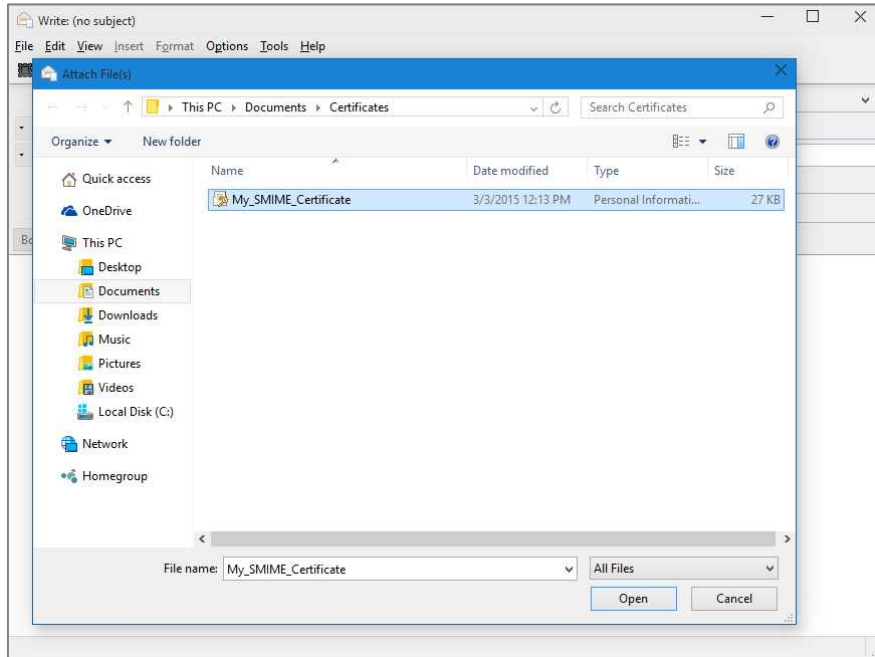 Write: (no subject)
File Edit View Insert Format Options Tools Help
Attach File(s)
This PC Documents Certificates
Search Certificates
Organize New folder
Name Date modified Type Size
Quick access
My_SMIME_Certificate 3/3/2015 12:13 PM Personal Informati... 27 KB
OneDrive
This PC
Desktop
Documents
Downloads
Music
Pictures
Videos
Local Disk (C:)
Network
Homegroup
File name: My_SMIME_Certificate All Files
Open Cancel